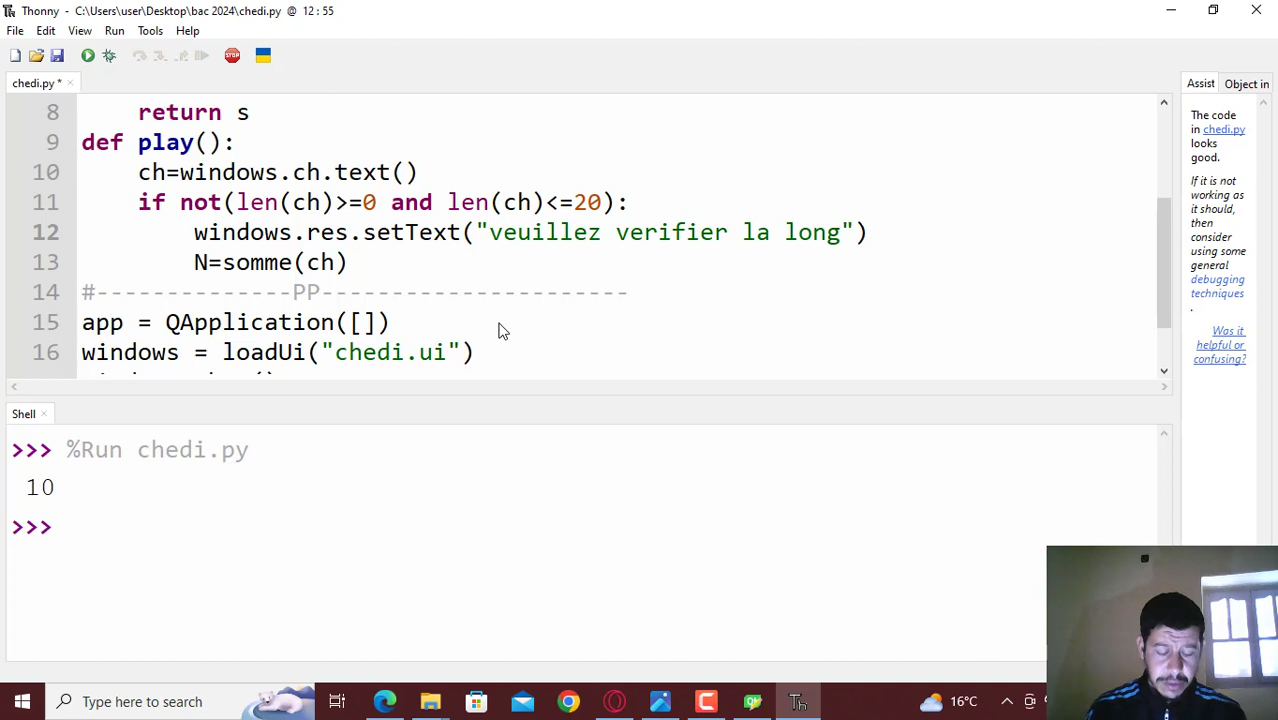 Thonny - C:\Users\user\Desktop\bac 2024\chedi.py @ 12 : 55
File Edit View Run Tools Help
STOP
chedi.py * ×
Assist Object in
8 return s
9 def play():
10 ch=windows.ch.text()
11 if not(len(ch)>=0 and len(ch)<=20):
12 windows.res.setText("veuillez verifier la long")
13 N=somme(ch)
14 #--------------PP----------------------
15 app = QApplication([])
16 windows = loadUi("chedi.ui")
The code
in chedi.py
looks
good.
If it is not
working as
it should,
then
consider
using some
general
debugging
techniques
.
Was it
helpful or
confusing?
Shell ×
>>> %Run chedi.py
10
>>>
Type here to search
16°C